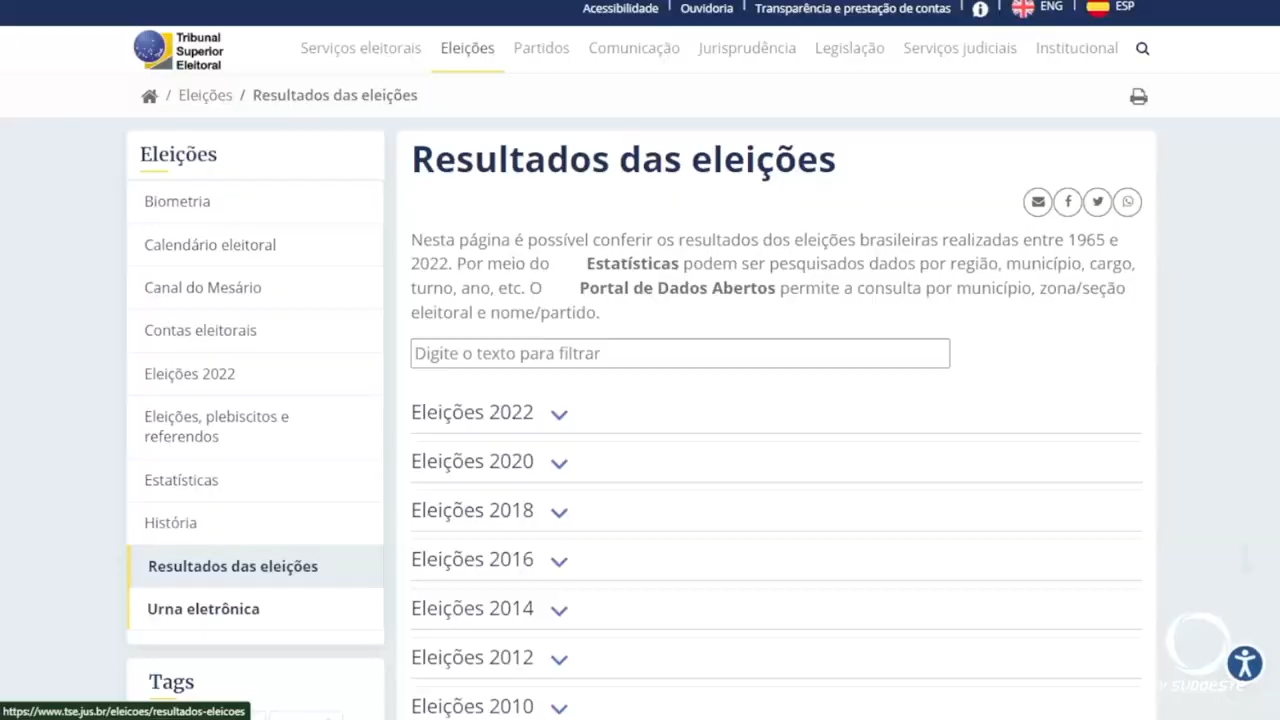 Acessibilidade | Ouvidoria | Transparência e prestação de contas | ENG | ESP
Tribunal
Superior
Eleitoral
Serviços eleitorais Eleições Partidos Comunicação Jurisprudência Legislação Serviços judiciais Institucional
/ Eleições / Resultados das eleições
Eleições
Biometria
Calendário eleitoral
Canal do Mesário
Contas eleitorais
Eleições 2022
Eleições, plebiscitos e
referendos
Estatísticas
História
Resultados das eleições
Urna eletrônica
Tags
Resultados das eleições
Nesta página é possível conferir os resultados dos eleições brasileiras realizadas entre 1965 e
2022. Por meio do Estatísticas podem ser pesquisados dados por região, município, cargo,
turno, ano, etc. O Portal de Dados Abertos permite a consulta por município, zona/seção
eleitoral e nome/partido.
Digite o texto para filtrar
Eleições 2022
Eleições 2020
Eleições 2018
Eleições 2016
Eleições 2014
Eleições 2012
Eleições 2010
https://www.tse.jus.br/eleicoes/resultados-eleicoes
SUDOESTE